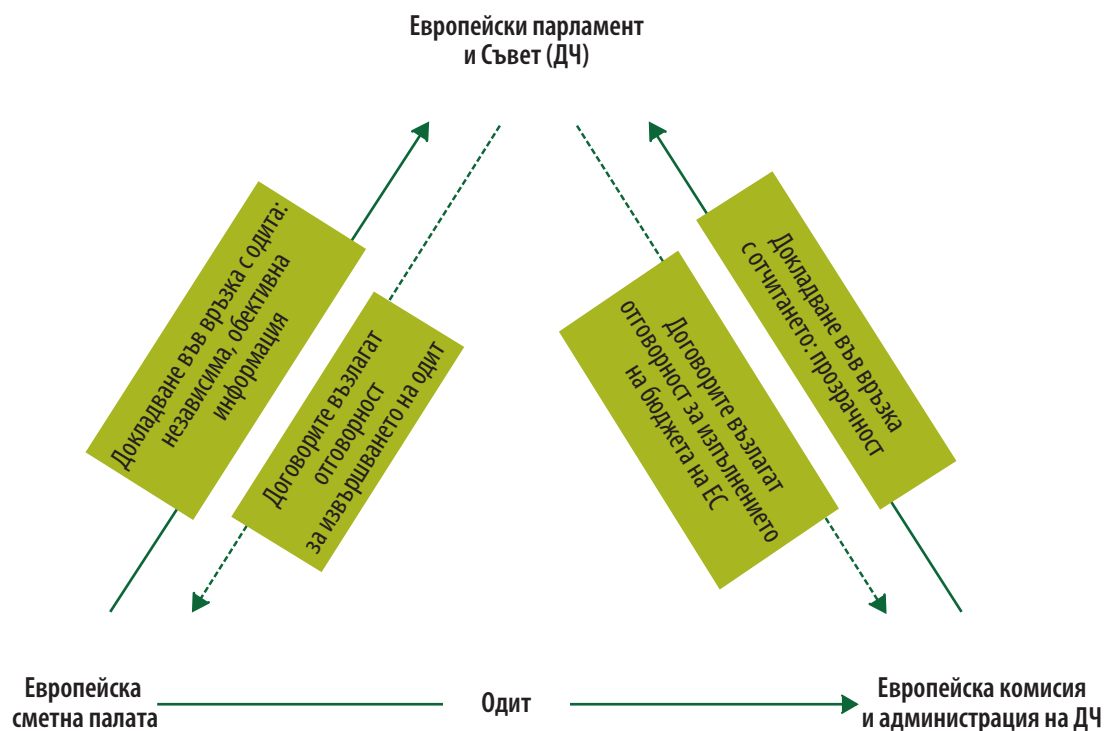 Европейски парламент
и Съвет (ДЧ)
Докладване във връзка с одита:
независима, обективна
информация
Договорите възлагат
отговорност
за извършването на одит
Договорите възлагат
отговорност за изпълнението
на бюджета на ЕС
Докладване във връзка
с отчитането: прозрачност
Европейска
сметна палата
Одит
Европейска комисия
и администрация на ДЧ